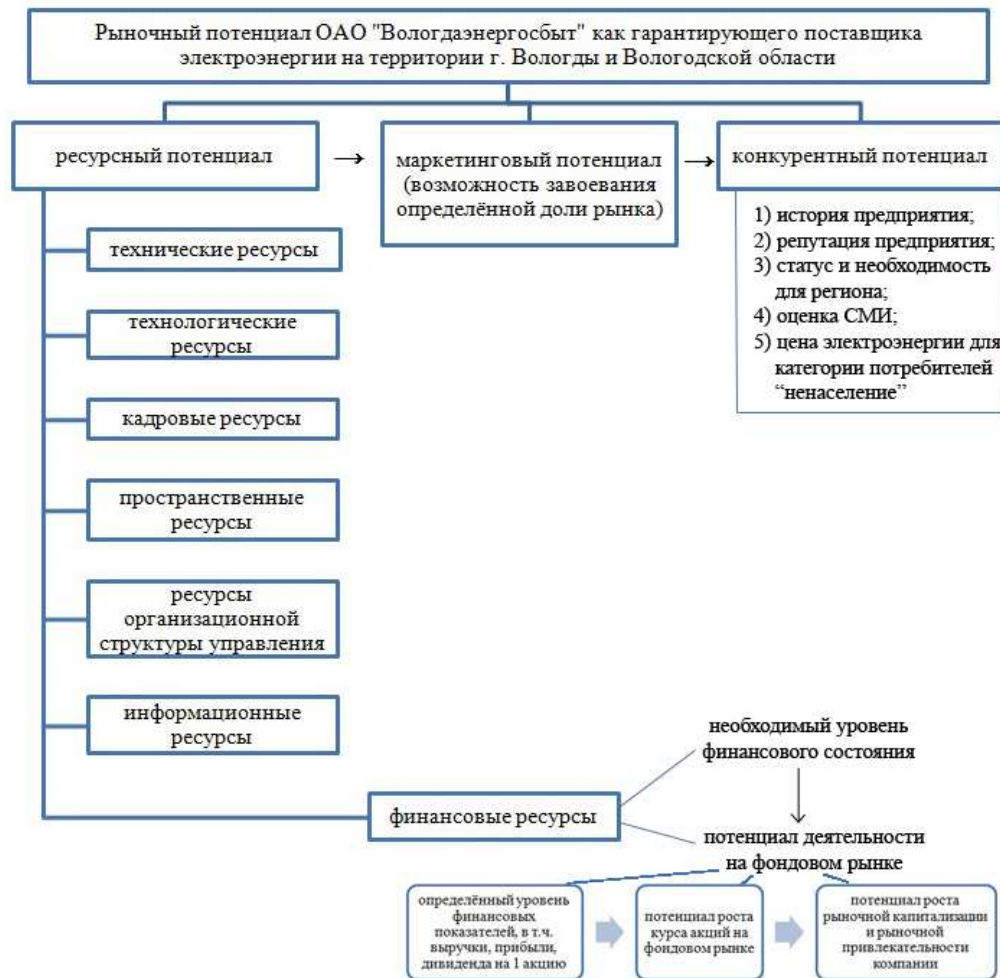 Рыночный потенциал ОАО "Вологдаэнергосбыт" как гарантирующего поставщика
электроэнергии на территории г. Вологды и Вологодской области
ресурсный потенциал
→
маркетинговый потенциал
(возможность завоевания
определённой доли рынка)
→
конкурентный потенциал
1) история предприятия;
2) репутация предприятия;
3) статус и необходимость
для региона;
4) оценка СМИ;
5) цена электроэнергии для
категории потребителей
“ненаселение”
технические ресурсы
технологические
ресурсы
кадровые ресурсы
пространственные
ресурсы
ресурсы
организационной
структуры управления
информационные
ресурсы
финансовые ресурсы
необходимый уровень
финансового состояния
потенциал деятельности
на фондовом рынке
определённый уровень
финансовых
показателей, в т.ч.
выручки, прибыли,
дивиденда на 1 акцию
потенциал роста
курса акций на
фондовом рынке
потенциал роста
рыночной капитализации
и рыночной
привлекательности
компании